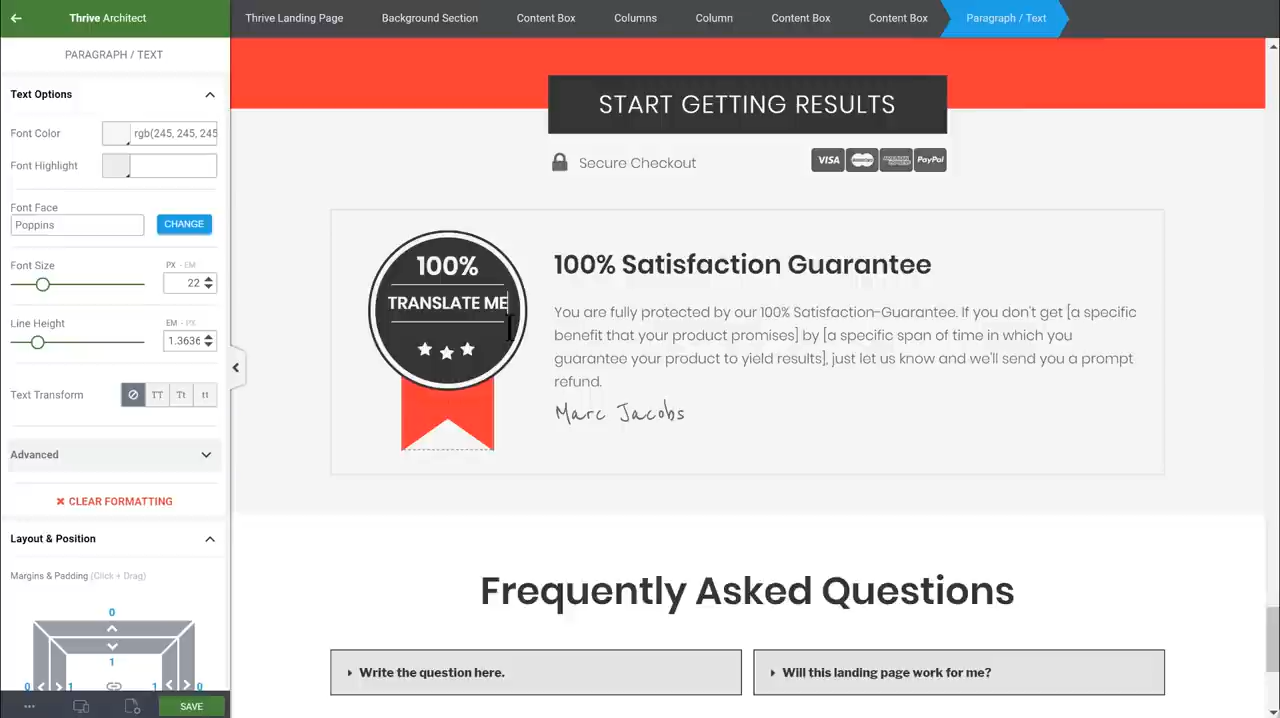 Thrive Architect
Thrive Landing Page
Background Section
Content Box
Columns
Column
Content Box
Content Box
Paragraph / Text
PARAGRAPH / TEXT
Text Options
Font Color
rgb(245, 245, 245
Font Highlight
Font Face
Poppins
CHANGE
Font Size
PX - EM
22
Line Height
EM - PX
1.3636
Text Transform
TT
Tt
tt
Advanced
CLEAR FORMATTING
Layout & Position
Margins & Padding (Click + Drag)
0
1
0
1
1
0
SAVE
START GETTING RESULTS
Secure Checkout
VISA
PayPal
100%
TRANSLATE ME
100% Satisfaction Guarantee
You are fully protected by our 100% Satisfaction-Guarantee. If you don't get [a specific
benefit that your product promises] by [a specific span of time in which you
guarantee your product to yield results], just let us know and we'll send you a prompt
refund.
Marc Jacobs
Frequently Asked Questions
Write the question here.
Will this landing page work for me?